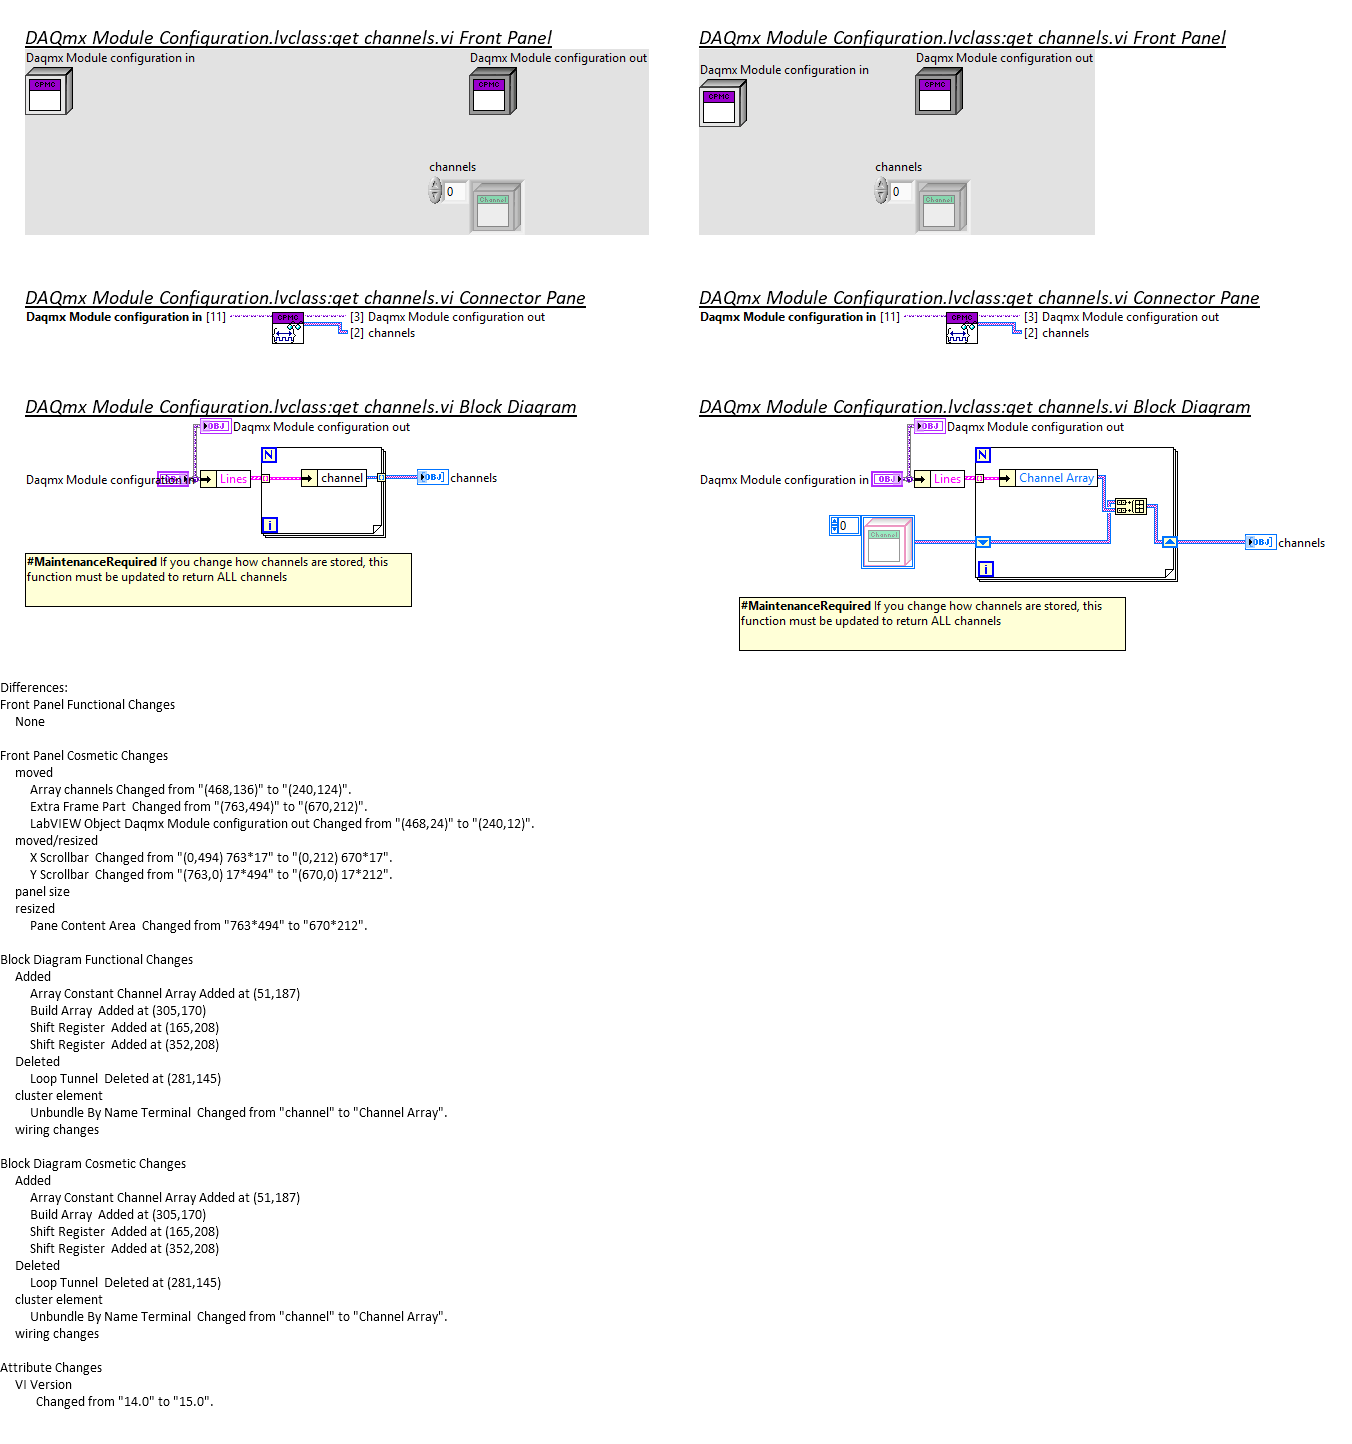 DAQmx Module Configuration.lvclass:get channels.vi Front Panel
Daqmx Module configuration in
Daqmx Module configuration out
CPMC
CPMC
channels
0
Channel
DAQmx Module Configuration.lvclass:get channels.vi Connector Pane
Daqmx Module configuration in [11]
CPMC
[3] Daqmx Module configuration out
[2] channels
DAQmx Module Configuration.lvclass:get channels.vi Block Diagram
OBJ Daqmx Module configuration out
N
Daqmx Module configuration in OBJ Lines channel OBJ channels
i
#MaintenanceRequired If you change how channels are stored, this
function must be updated to return ALL channels
DAQmx Module Configuration.lvclass:get channels.vi Front Panel
Daqmx Module configuration out
Daqmx Module configuration in
CPMC
CPMC
channels
0
Channel
DAQmx Module Configuration.lvclass:get channels.vi Connector Pane
Daqmx Module configuration in [11]
CPMC
[3] Daqmx Module configuration out
[2] channels
DAQmx Module Configuration.lvclass:get channels.vi Block Diagram
OBJ Daqmx Module configuration out
N
Daqmx Module configuration in OBJ Lines Channel Array
0
Channel
OBJ channels
i
#MaintenanceRequired If you change how channels are stored, this
function must be updated to return ALL channels
Differences:
Front Panel Functional Changes
None
Front Panel Cosmetic Changes
moved
Array channels Changed from "(468,136)" to "(240,124)".
Extra Frame Part  Changed from "(763,494)" to "(670,212)".
LabVIEW Object Daqmx Module configuration out Changed from "(468,24)" to "(240,12)".
moved/resized
X Scrollbar  Changed from "(0,494) 763*17" to "(0,212) 670*17".
Y Scrollbar  Changed from "(763,0) 17*494" to "(670,0) 17*212".
panel size
resized
Pane Content Area  Changed from "763*494" to "670*212".
Block Diagram Functional Changes
Added
Array Constant Channel Array Added at (51,187)
Build Array  Added at (305,170)
Shift Register  Added at (165,208)
Shift Register  Added at (352,208)
Deleted
Loop Tunnel  Deleted at (281,145)
cluster element
Unbundle By Name Terminal  Changed from "channel" to "Channel Array".
wiring changes
Block Diagram Cosmetic Changes
Added
Array Constant Channel Array Added at (51,187)
Build Array  Added at (305,170)
Shift Register  Added at (165,208)
Shift Register  Added at (352,208)
Deleted
Loop Tunnel  Deleted at (281,145)
cluster element
Unbundle By Name Terminal  Changed from "channel" to "Channel Array".
wiring changes
Attribute Changes
VI Version
Changed from "14.0" to "15.0".